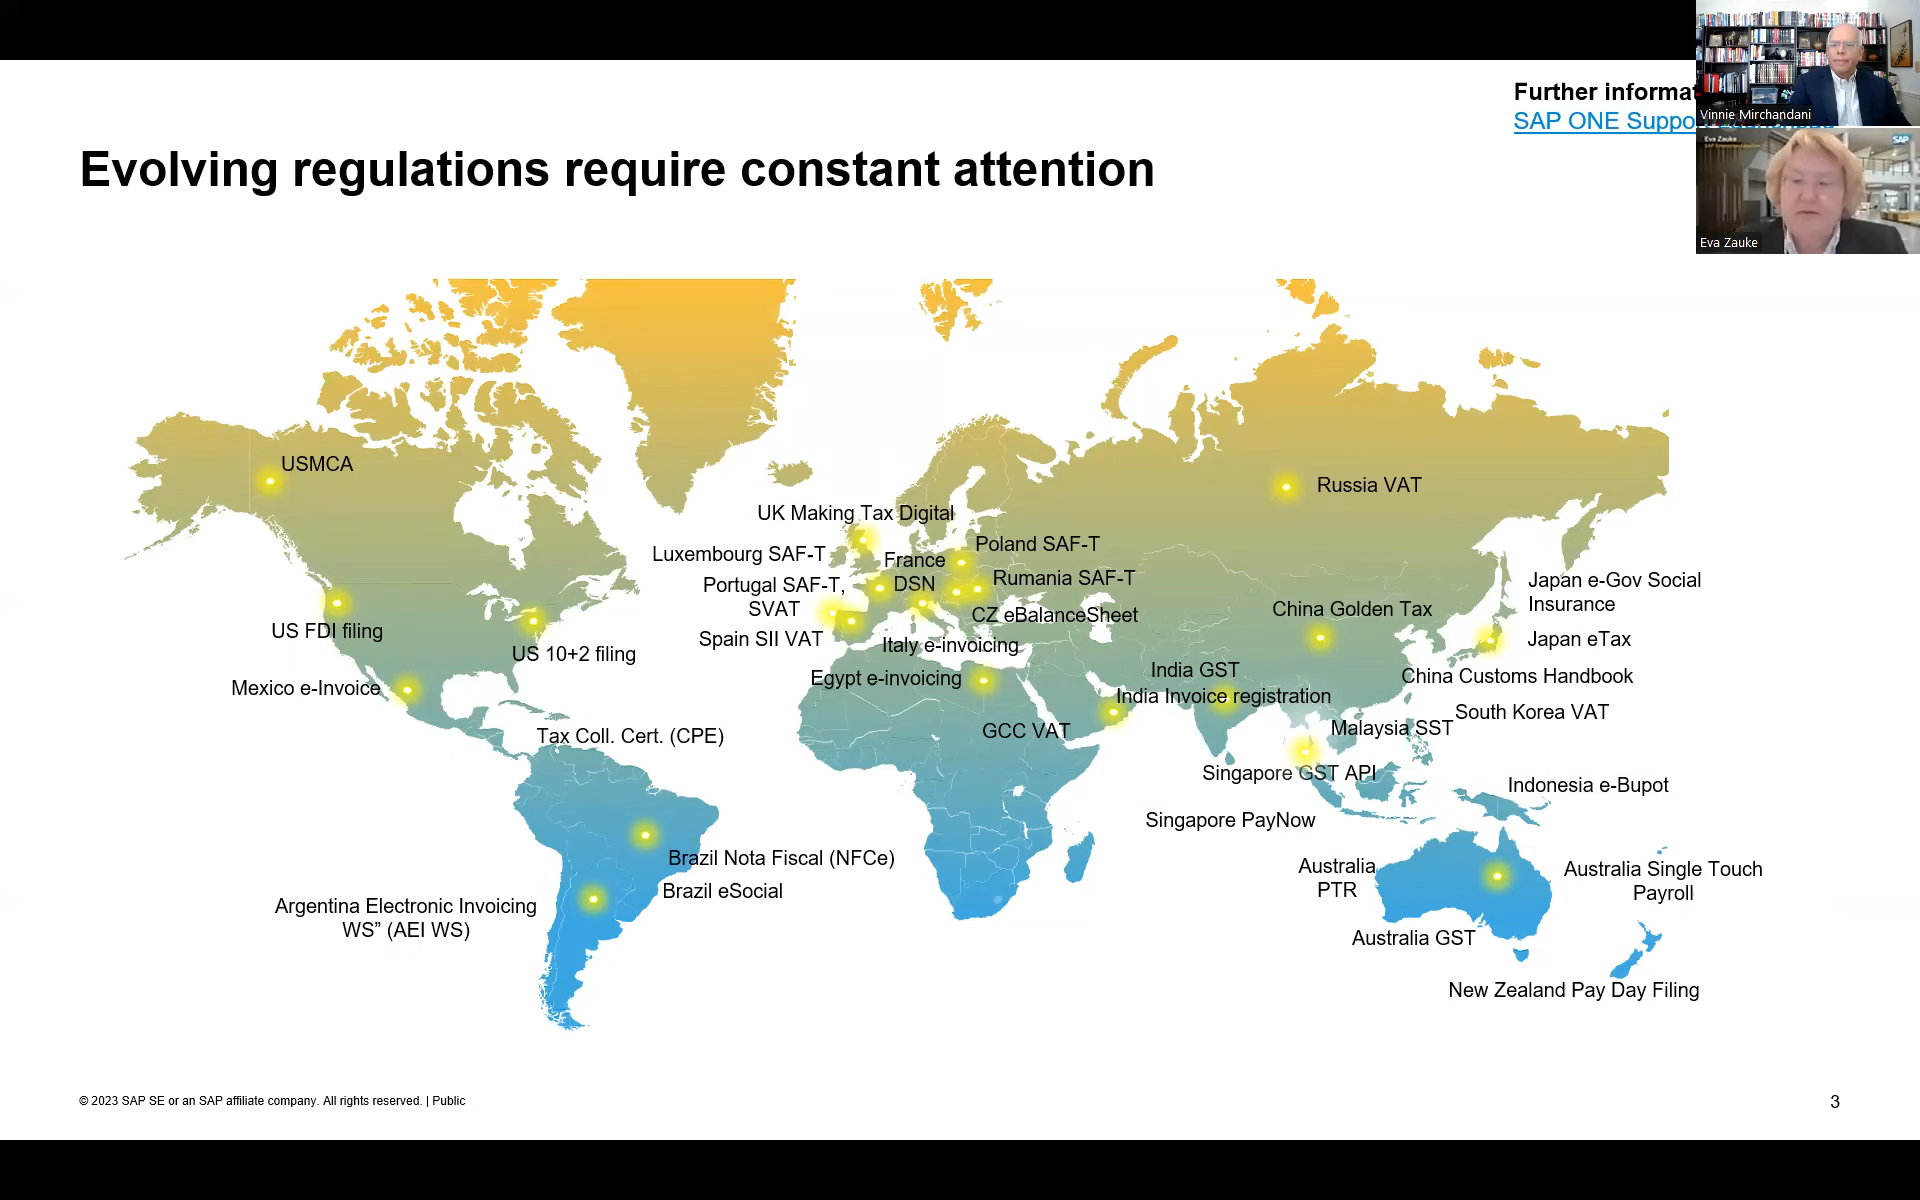 Further informat
SAP ONE Suppo
Vinnie Mirchandani
Eva Zauke
SAP
Eva Zauke
Evolving regulations require constant attention
USMCA
Russia VAT
UK Making Tax Digital
Luxembourg SAF-T
France
DSN
Poland SAF-T
Portugal SAF-T,
SVAT
Rumania SAF-T
Spain SII VAT
CZ eBalanceSheet
Italy e-invoicing
Egypt e-invoicing
US FDI filing
US 10+2 filing
Mexico e-Invoice
China Golden Tax
Japan e-Gov Social
Insurance
Japan eTax
India GST
India Invoice registration
China Customs Handbook
South Korea VAT
GCC VAT
Malaysia SST
Tax Coll. Cert. (CPE)
Singapore GST API
Indonesia e-Bupot
Singapore PayNow
Brazil Nota Fiscal (NFCe)
Brazil eSocial
Argentina Electronic Invoicing
WS” (AEI WS)
Australia
PTR
Australia Single Touch
Payroll
Australia GST
New Zealand Pay Day Filing
© 2023 SAP SE or an SAP affiliate company. All rights reserved. | Public
3